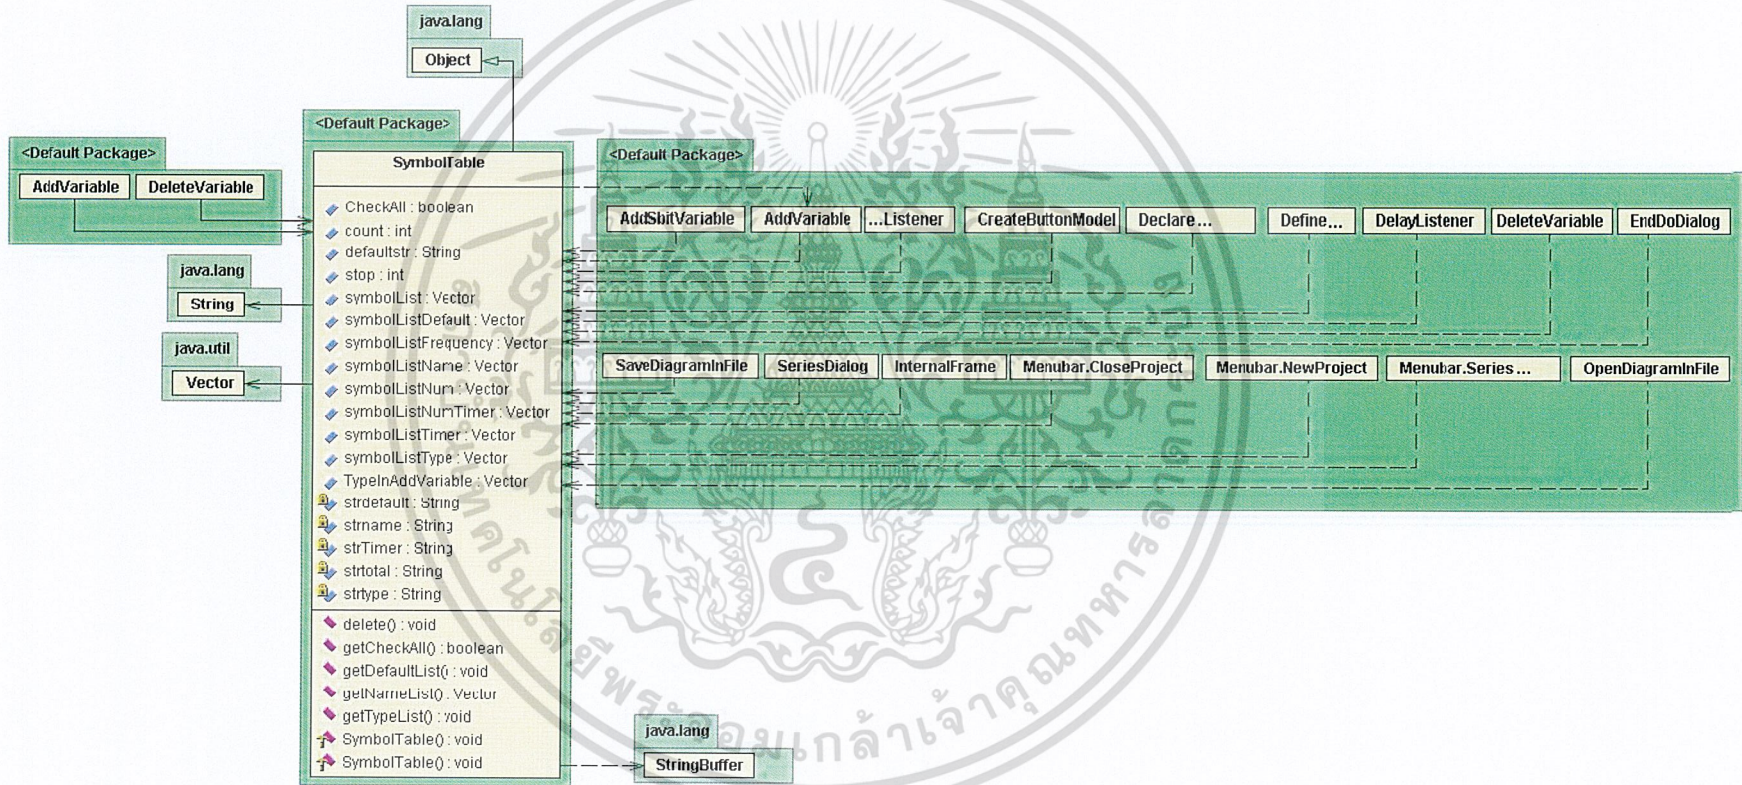 java.lang
Object
<Default Package>
AddVariable
DeleteVariable
java.lang
String
java.util
Vector
<Default Package>
SymbolTable
CheckAll : boolean
count : int
defaultstr : String
stop : int
symbolList : Vector
symbolListDefault : Vector
symbolListFrequency : Vector
symbolListName : Vector
symbolListNum : Vector
symbolListNumTimer : Vector
symbolListTimer : Vector
symbolListType : Vector
TypeInAddVariable : Vector
strdefault : String
strname : String
strTimer : String
strtotal : String
strtype : String
delete() : void
getCheckAll() : boolean
getDefaultList() : void
getNameList() : Vector
getTypeList() : void
SymbolTable() : void
SymbolTable() : void
<Default Package>
AddSbitVariable
AddVariable
...Listener
CreateButtonModel
Declare...
Define...
DelayListener
DeleteVariable
EndDoDialog
SaveDiagramInFile
SeriesDialog
InternalFrame
Menubar.CloseProject
Menubar.NewProject
Menubar.Series ...
OpenDiagramInFile
java.lang
StringBuffer